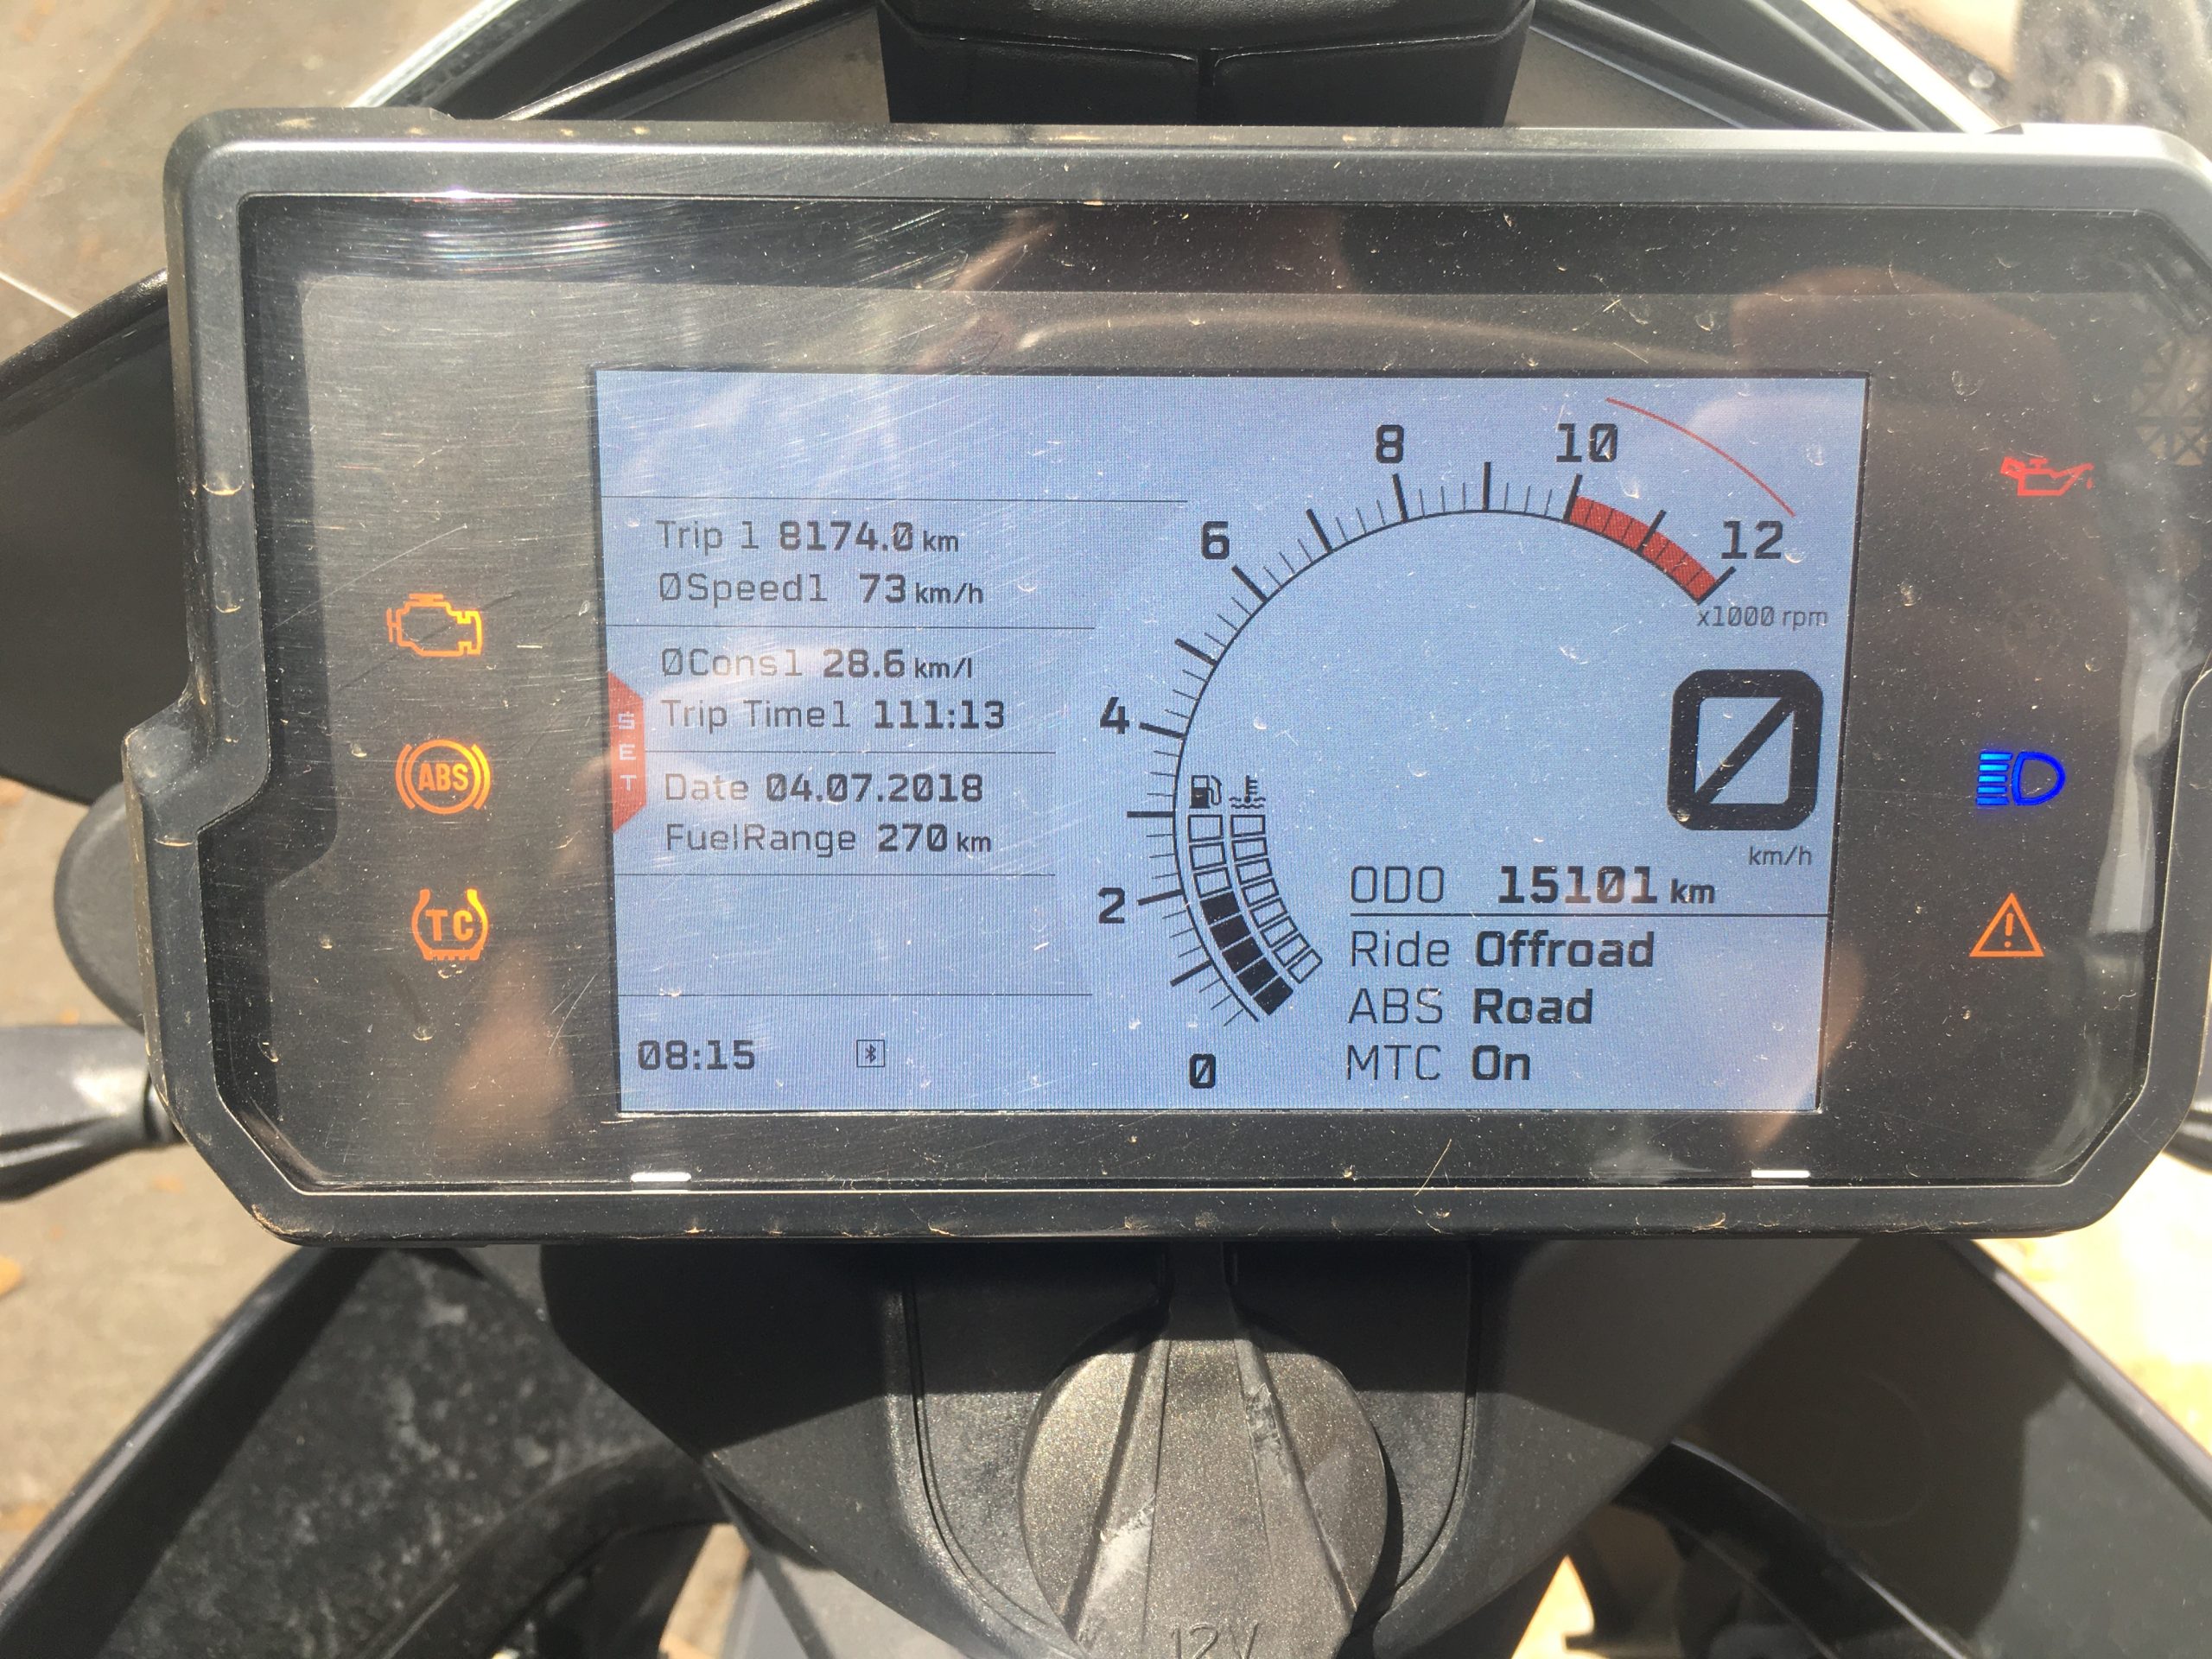 Trip 1 8174.0 km
ØSpeed1 73 km/h
ØCons1 28.6 km/l
Trip Time1 111:13
Date 04.07.2018
FuelRange 270 km
08:15
SET
ABS
TC
0
2
4
6
8
10
12
x1000 rpm
0
km/h
ODO 15101 km
Ride Offroad
ABS Road
MTC On
12V